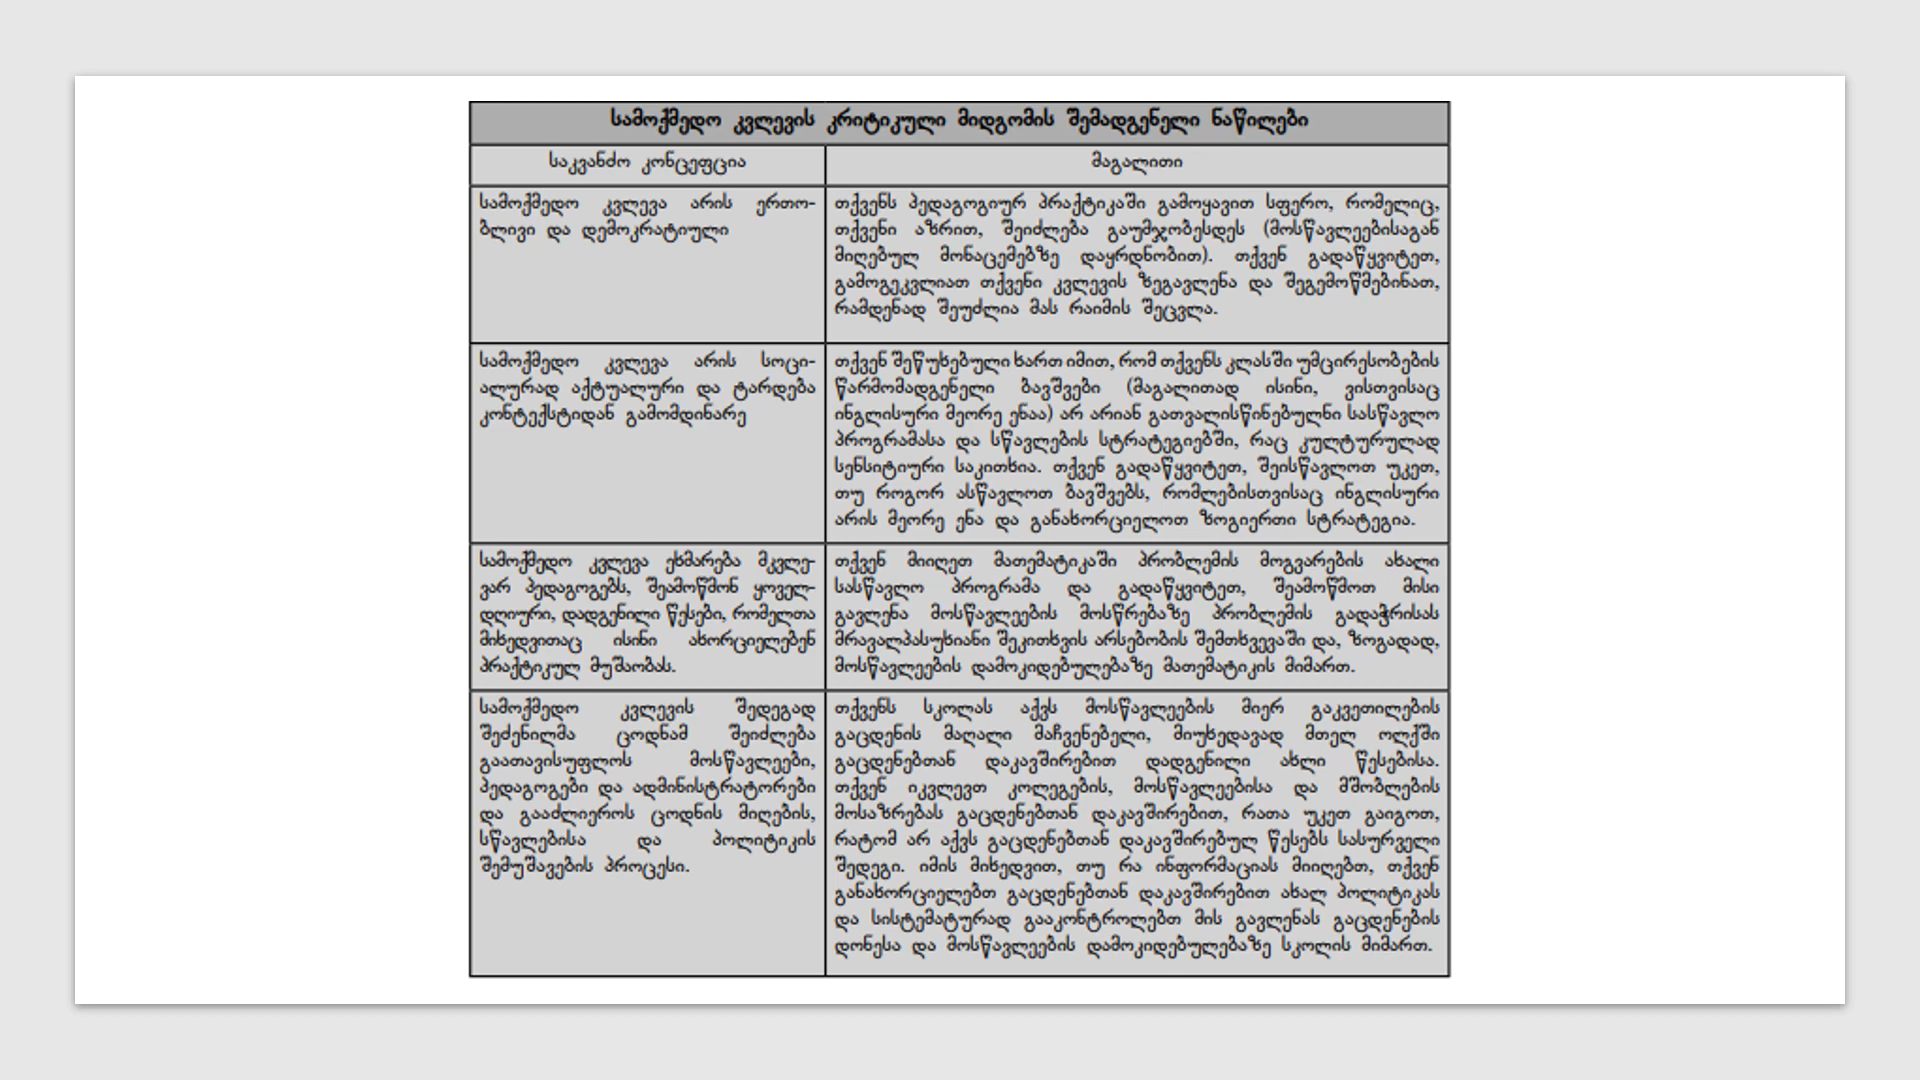 სამოქმედო კვლევის კრიტიკული მიდგომის შემადგენელი ნაწილები
საკვანძო კონცეფცია
მაგალითი
სამოქმედო კვლევა არის ერთო-
ბლივი და დემოკრატიული
თქვენს პედაგოგიურ პრაქტიკაში გამოყავით სფერო, რომელიც,
თქვენი აზრით, შეიძლება გაუმჯობესდეს (მოსწავლეებისაგან
მიღებულ მონაცემებზე დაყრდნობით). თქვენ გადაწყვიტეთ,
გამოგეკვლიათ თქვენი კვლევის ზეგავლენა და შეგემოწმებინათ,
რამდენად შეუძლია მას რაიმის შეცვლა.
სამოქმედო კვლევა არის სოცი-
ალურად აქტუალური და ტარდება
კონტექსტიდან გამომდინარე
თქვენ შეწუხებული ხართ იმით, რომ თქვენს კლასში უმცირესობების
წარმომადგენელი ბავშვები (მაგალითად ისინი, ვისთვისაც
ინგლისური მეორე ენაა) არ არიან გათვალისწინებულნი სასწავლო
პროგრამასა და სწავლების სტრატეგიებში, რაც კულტურულად
სენსიტიური საკითხია. თქვენ გადაწყვიტეთ, შეისწავლოთ უკეთ,
თუ როგორ ასწავლოთ ბავშვებს, რომლებისთვისაც ინგლისური
არის მეორე ენა და განახორციელოთ ზოგიერთი სტრატეგია.
სამოქმედო კვლევა ეხმარება მკვლე-
ვარ პედაგოგებს, შეამოწმონ ყოველ-
დღიური, დადგენილი წესები, რომელთა
მიხედვითაც ისინი ახორციელებენ
პრაქტიკულ მუშაობას.
თქვენ მიიღეთ მათემატიკაში პრობლემის მოგვარების ახალი
სასწავლო პროგრამა და გადაწყვიტეთ, შეამოწმოთ მისი
გავლენა მოსწავლეების მოსწრებაზე პრობლემის გადაჭრისას
მრავალპასუხიანი შეკითხვის არსებობის შემთხვევაში და, ზოგადად,
მოსწავლეების დამოკიდებულებაზე მათემატიკის მიმართ.
სამოქმედო კვლევის შედეგად
შეძენილმა ცოდნამ შეიძლება
გაათავისუფლოს მოსწავლეები,
პედაგოგები და ადმინისტრატორები
და გააძლიეროს ცოდნის მიღების,
სწავლებისა და პოლიტიკის
შემუშავების პროცესი.
თქვენს სკოლას აქვს მოსწავლეების მიერ გაკვეთილების
გაცდენის მაღალი მაჩვენებელი, მიუხედავად მთელ ოლქში
გაცდენებთან დაკავშირებით დადგენილი ახლი წესებისა.
თქვენ იკვლევთ კოლეგების, მოსწავლეებისა და მშობლების
მოსაზრებას გაცდენებთან დაკავშირებით, რათა უკეთ გაიგოთ,
რატომ არ აქვს გაცდენებთან დაკავშირებულ წესებს სასურველი
შედეგი. იმის მიხედვით, თუ რა ინფორმაციას მიიღებთ, თქვენ
განახორციელებთ გაცდენებთან დაკავშირებით ახალ პოლიტიკას
და სისტემატურად გააკონტროლებთ მის გავლენას გაცდენების
დონესა და მოსწავლეების დამოკიდებულებაზე სკოლის მიმართ.